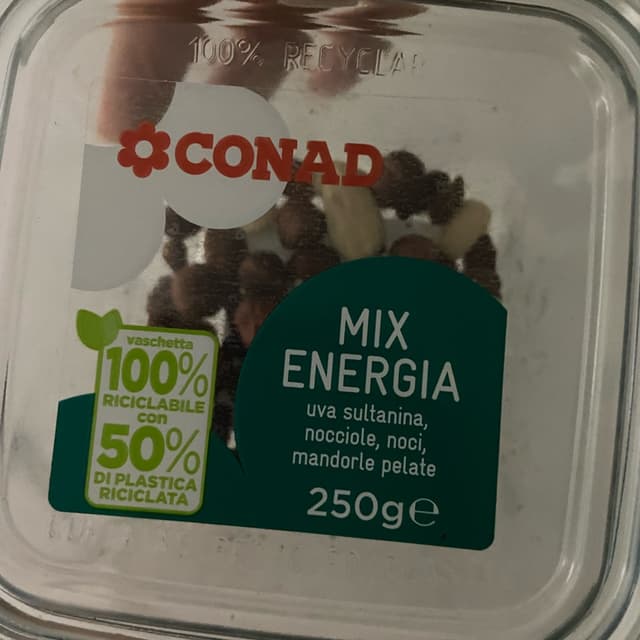 100% RECYCLAB
CONAD
MIX
ENERGIA
uva sultanina,
nocciole, noci,
mandorle pelate
250g℮
vaschetta
100%
RICICLABILE
con
50%
DI PLASTICA
RICICLATA